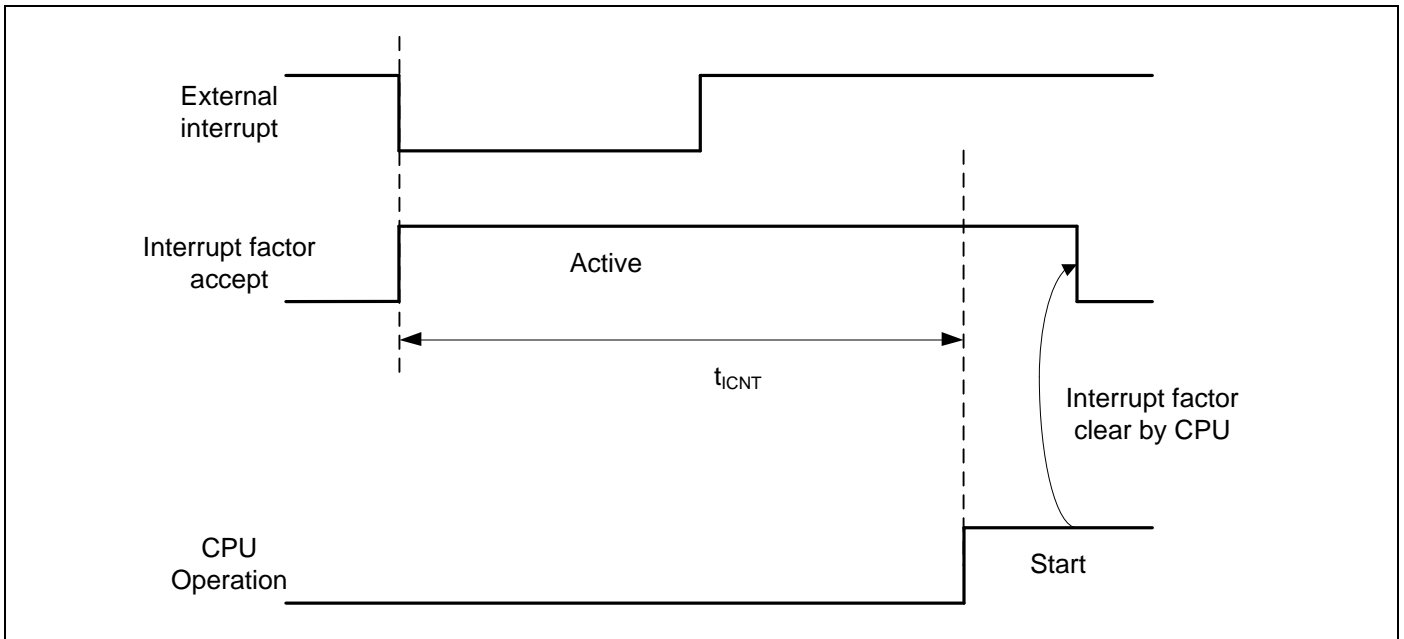 External
interrupt
Interrupt factor
accept
Active
tICNT
Interrupt factor
clear by CPU
CPU
Operation
Start